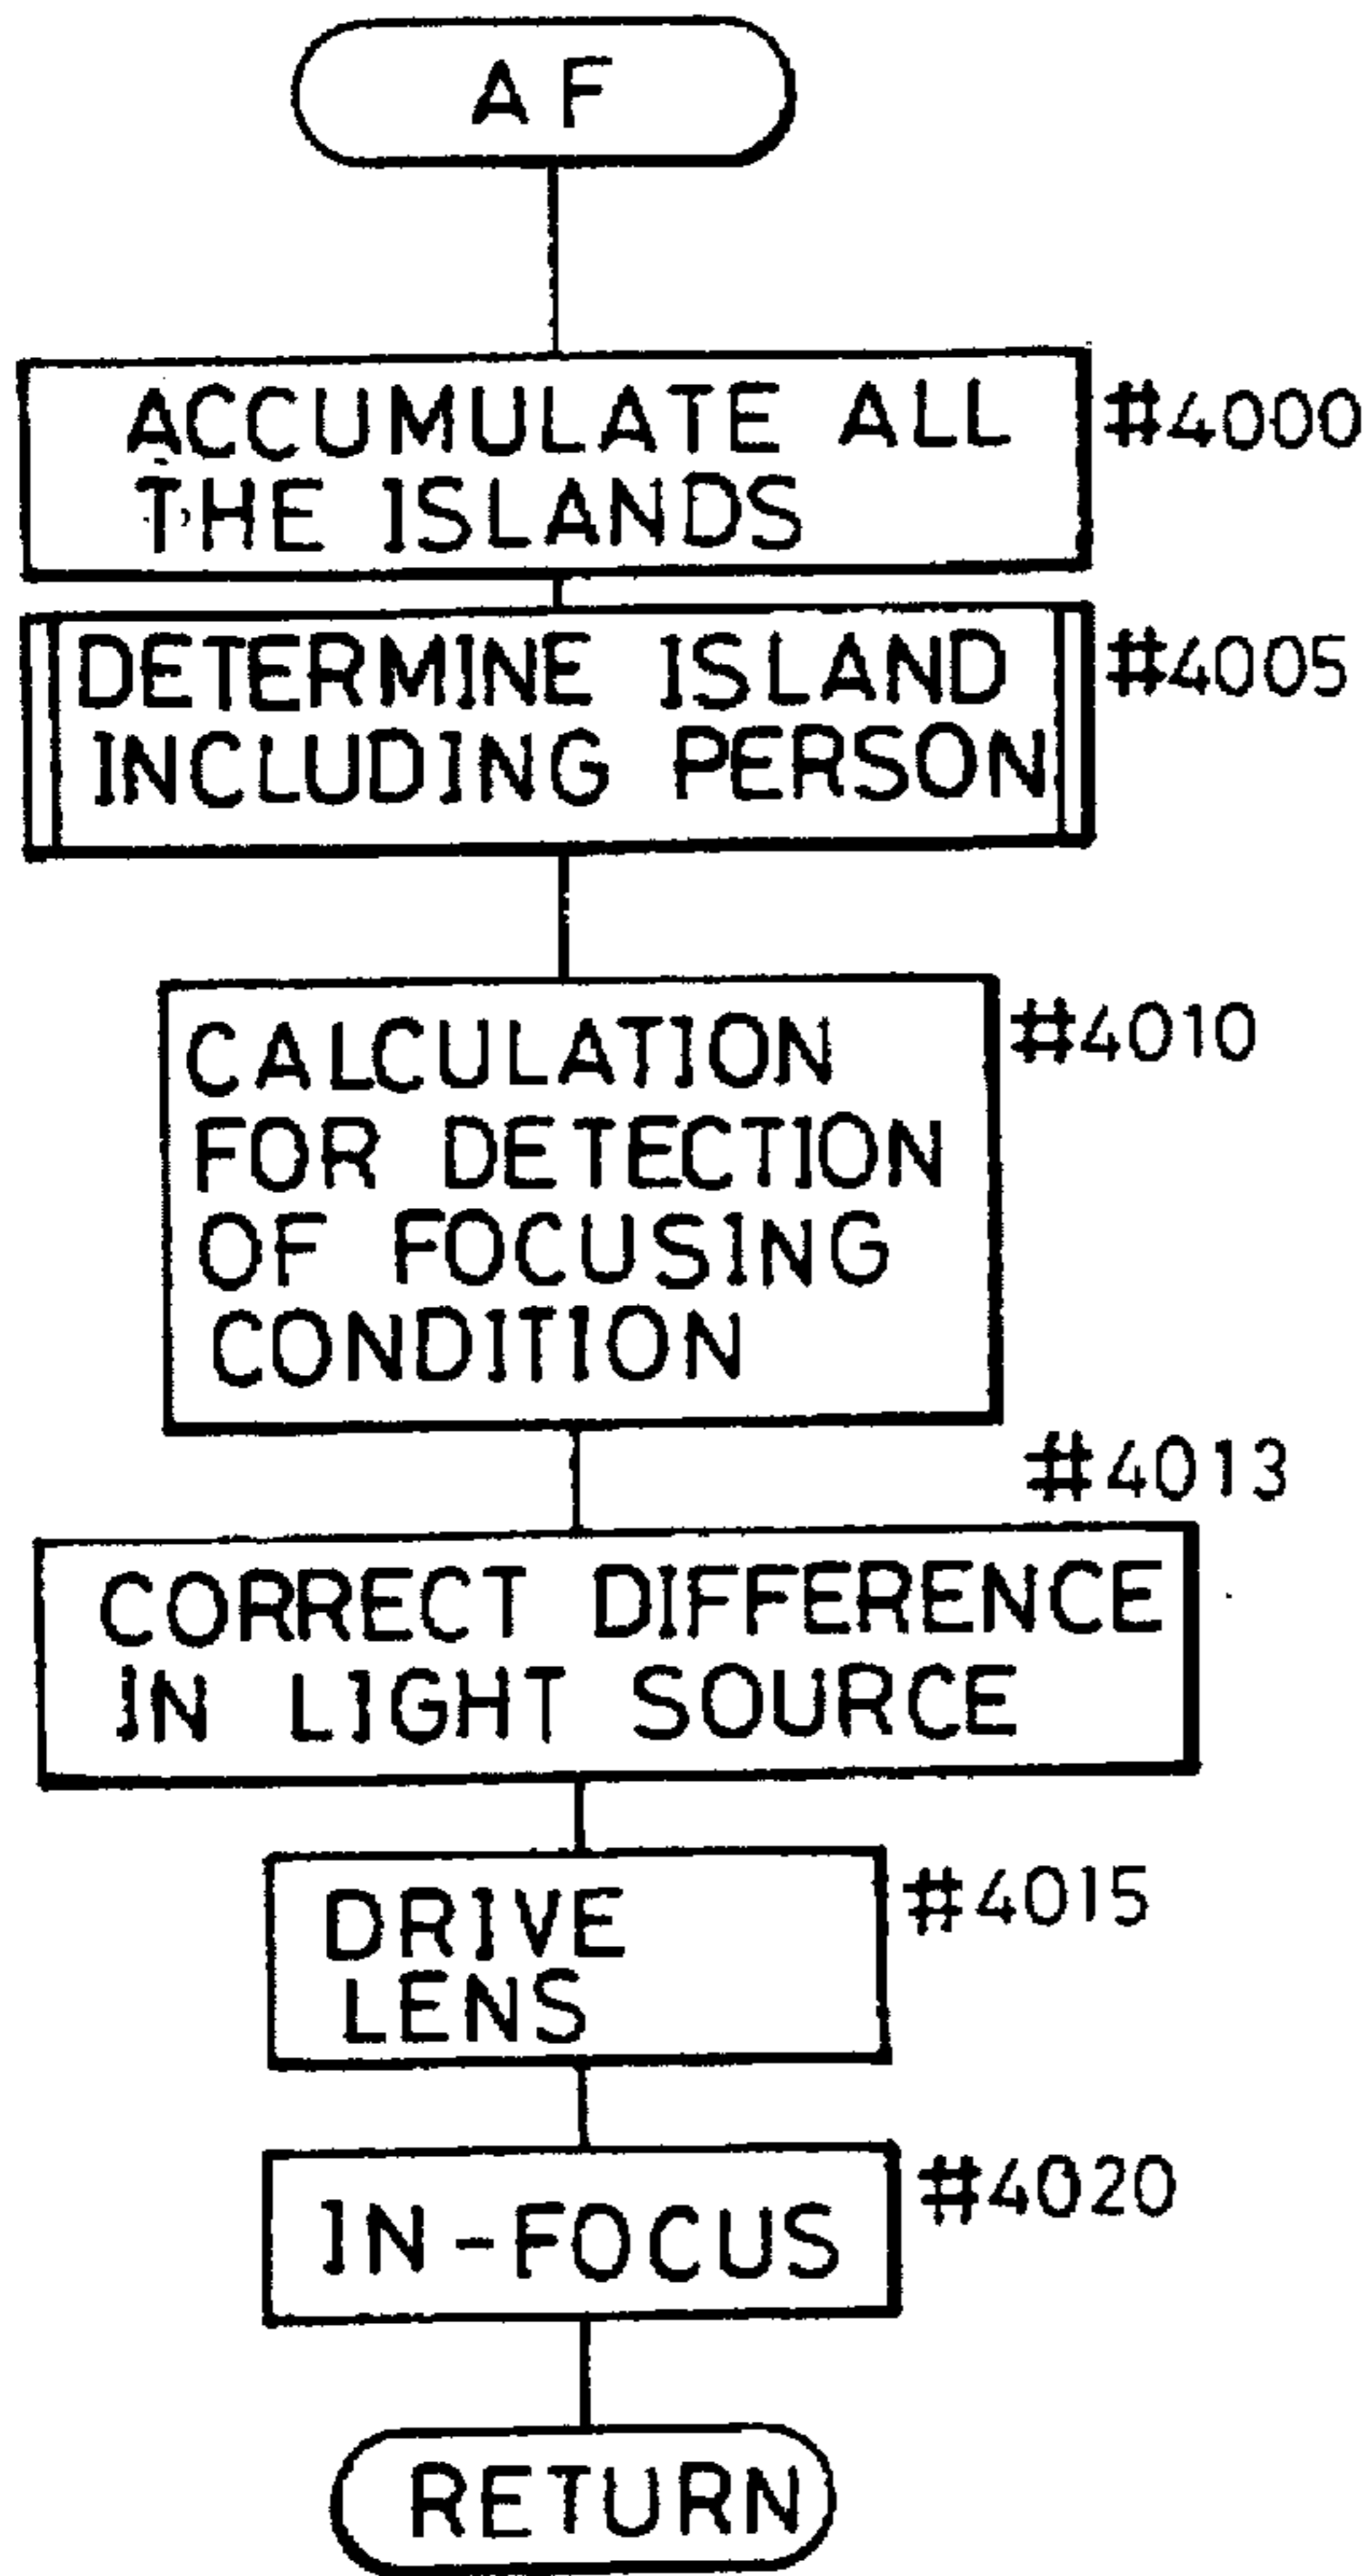 AF
ACCUMULATE ALL #4000
THE ISLANDS
DETERMINE ISLAND #4005
INCLUDING PERSON
CALCULATION #4010
FOR DETECTION
OF FOCUSING
CONDITION
#4013
CORRECT DIFFERENCE
IN LIGHT SOURCE
DRIVE #4015
LENS
IN-FOCUS #4020
RETURN